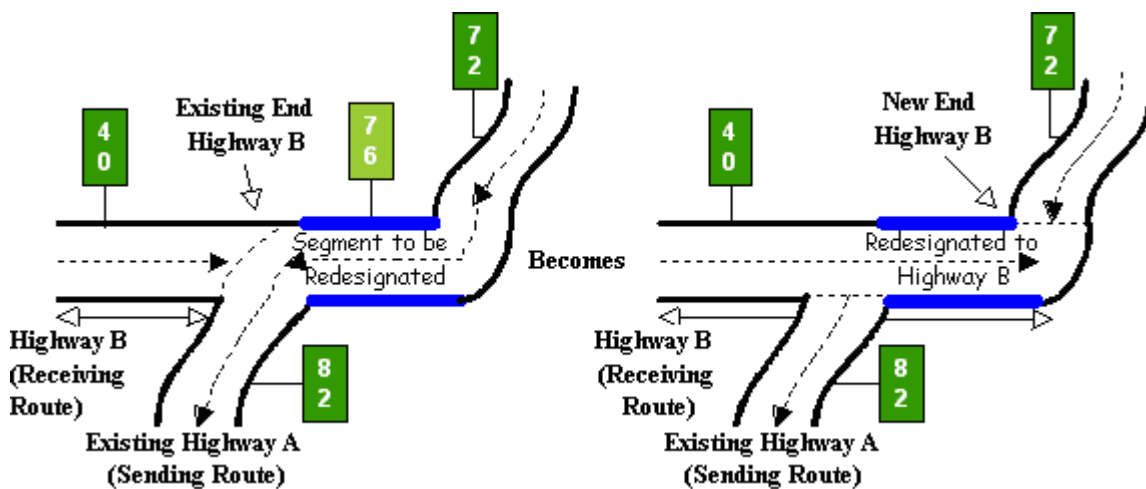 7
2
Existing End
Highway B
4
0
7
6
Segment to be
Redesignated
Highway B
(Receiving
Route)
8
2
Existing Highway A
(Sending Route)
Becomes
7
2
New End
Highway B
4
0
Redesignated to
Highway B
Highway B
(Receiving
Route)
8
2
Existing Highway A
(Sending Route)